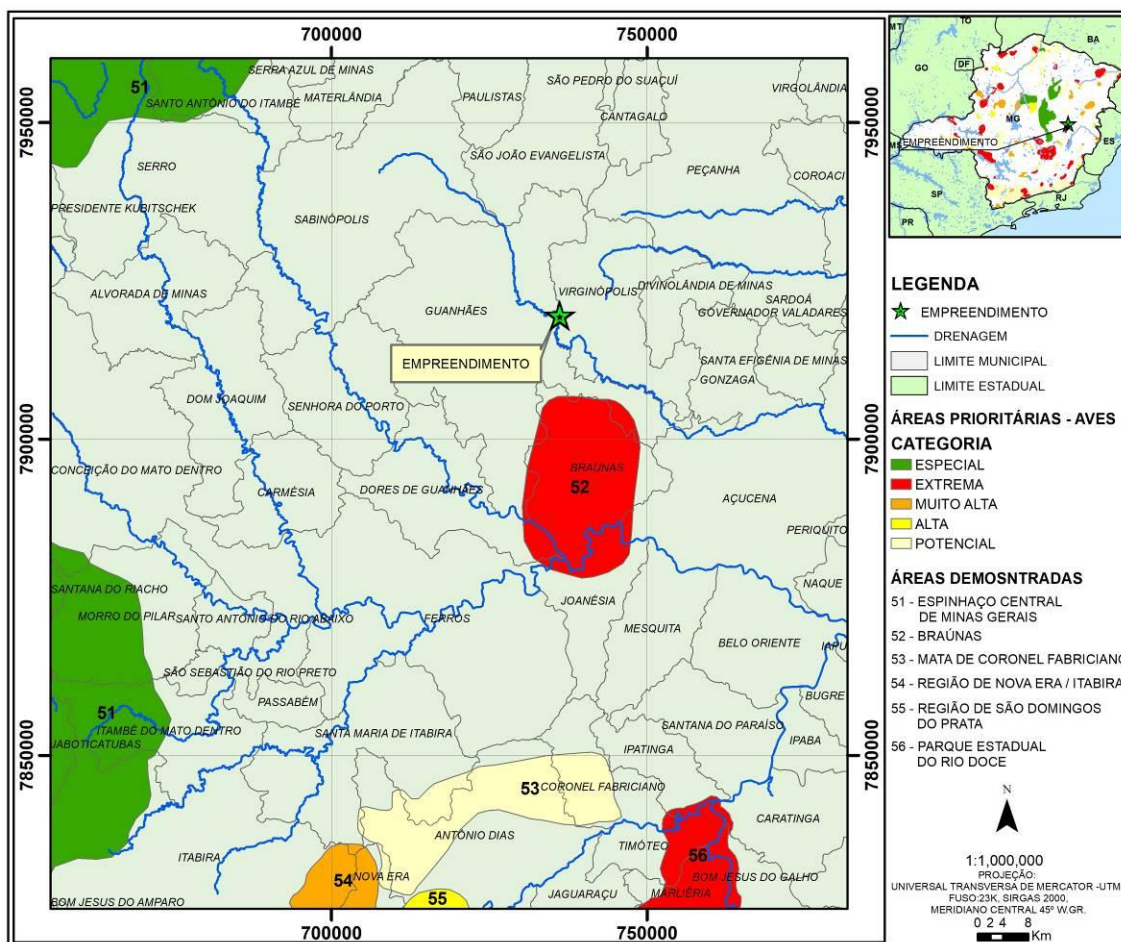 700000
750000
7950000
7900000
7850000
7950000
7900000
7850000
700000
750000
51
SANTO ANTÔNIO DO ITAMBÉ
SERRA AZUL DE MINAS
MATERLÂNDIA
PAULISTAS
SÃO PEDRO DO SUAÇUÍ
CANTAGALO
VIRGOLÂNDIA
SERRO
SÃO JOÃO EVANGELISTA
PEÇANHA
COROACI
PRESIDENTE KUBITSCHEK
SABINÓPOLIS
ALVORADA DE MINAS
GUANHÃES
VIRGINÓPOLIS
DIVINOLÂNDIA DE MINAS
SARDOÁ
GOVERNADOR VALADARES
EMPREENDIMENTO
SANTA EFIGÊNIA DE MINAS
GONZAGA
DOM JOAQUIM
SENHORA DO PORTO
CONCEIÇÃO DO MATO DENTRO
CARMÉSIA
DORES DE GUANHÃES
BRAÚNAS
52
AÇUCENA
PERIQUITO
SANTANA DO RIACHO
MORRO DO PILAR
SANTO ANTÔNIO DO RIO ABAIXO
FERROS
JOANÉSIA
NAQUE
MESQUITA
BELO ORIENTE
IAPU
SÃO SEBASTIÃO DO RIO PRETO
PASSABÉM
BUGRE
51
ITAMBÉ DO MATO DENTRO
JABOTICATUBAS
SANTA MARIA DE ITABIRA
SANTANA DO PARAÍSO
IPATINGA
IPABA
53
CORONEL FABRICIANO
CARATINGA
ANTÔNIO DIAS
TIMÓTEO
ITABIRA
54
NOVA ERA
55
56
BOM JESUS DO GALHO
JAGUARAÇU
MARLIÉRIA
BOM JESUS DO AMPARO
MT
TO
BA
GO
DF
MG
EMPREENDIMENTO
MS
ES
SP
RJ
PR
LEGENDA
EMPREENDIMENTO
DRENAGEM
LIMITE MUNICIPAL
LIMITE ESTADUAL
ÁREAS PRIORITÁRIAS - AVES
CATEGORIA
ESPECIAL
EXTREMA
MUITO ALTA
ALTA
POTENCIAL
ÁREAS DEMOSNTRADAS
51 - ESPINHAÇO CENTRAL
DE MINAS GERAIS
52 - BRAÚNAS
53 - MATA DE CORONEL FABRICIANO
54 - REGIÃO DE NOVA ERA / ITABIRA
55 - REGIÃO DE SÃO DOMINGOS
DO PRATA
56 - PARQUE ESTADUAL
DO RIO DOCE
N
1:1,000,000
PROJEÇÃO:
UNIVERSAL TRANSVERSA DE MERCATOR -UTM
FUSO:23K, SIRGAS 2000,
MERIDIANO CENTRAL 45º W.GR.
0 2 4 8
Km